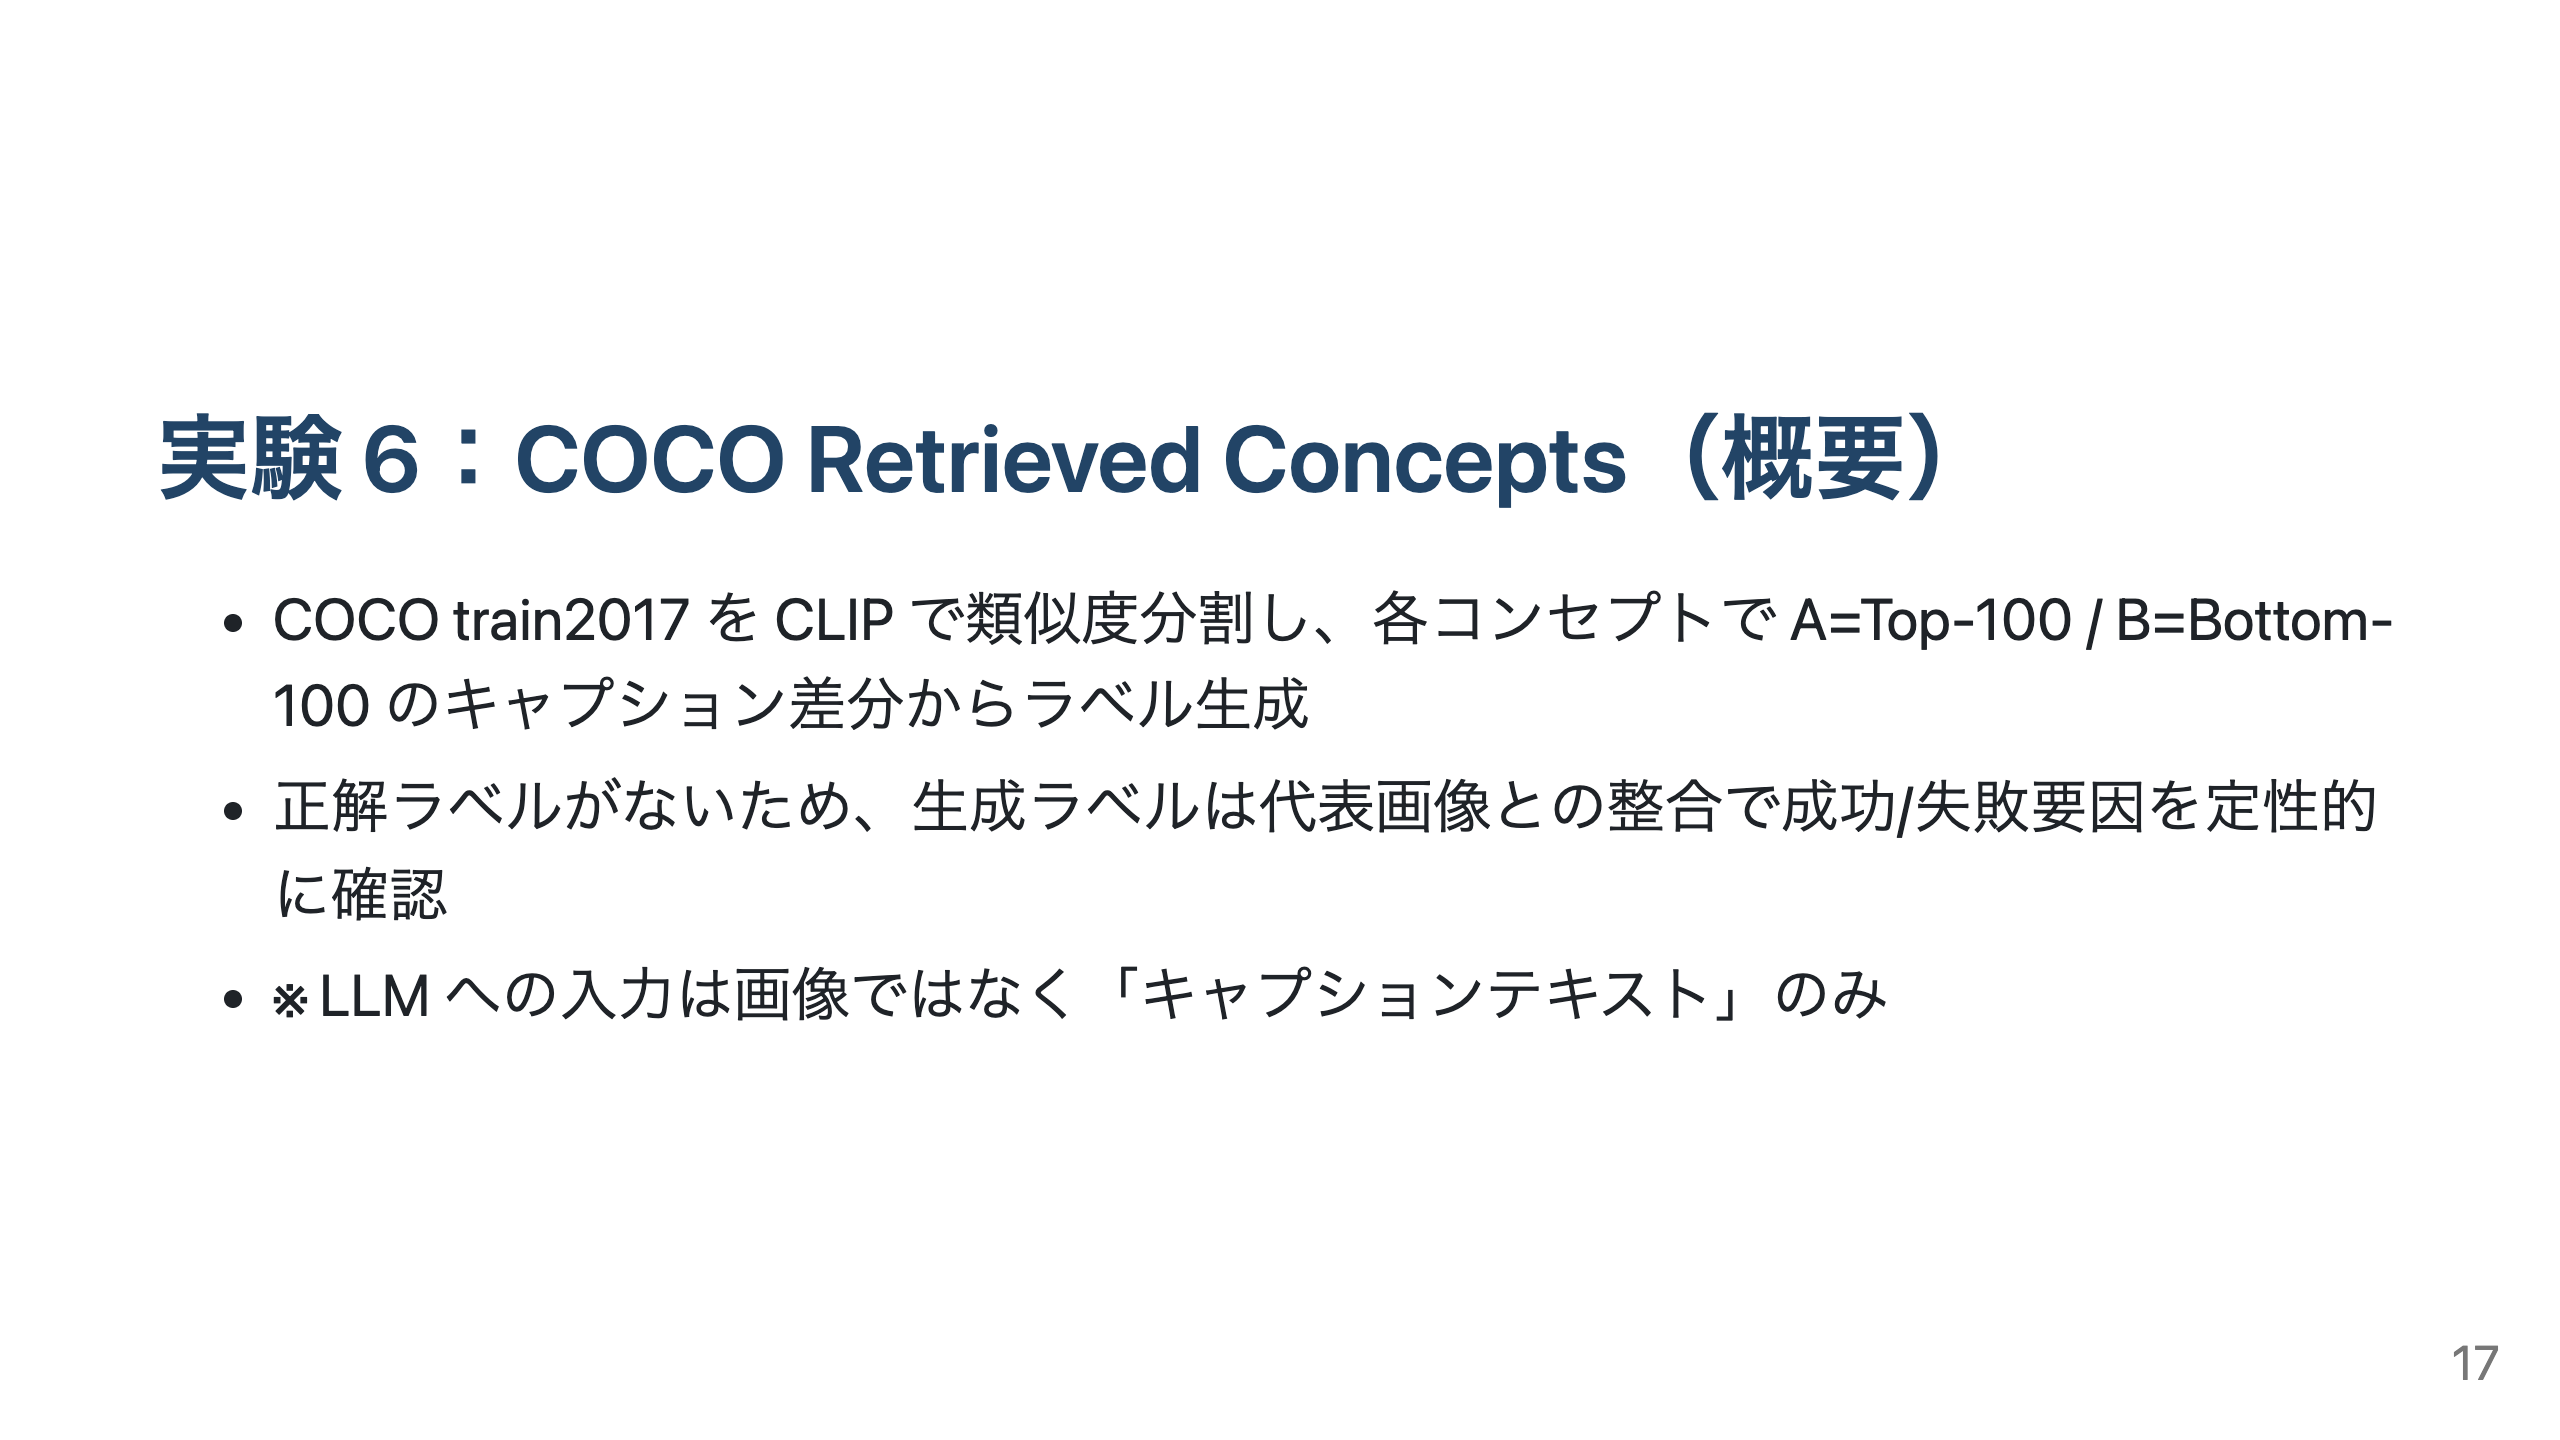 実験 6：COCO Retrieved Concepts（概要）
• COCO train2017 を CLIP で類似度分割し、各コンセプトで A=Top-100 / B=Bottom-
100 のキャプション差分からラベル生成
• 正解ラベルがないため、生成ラベルは代表画像との整合で成功/失敗要因を定性的
に確認
• ※ LLM への入力は画像ではなく「キャプションテキスト」のみ
17